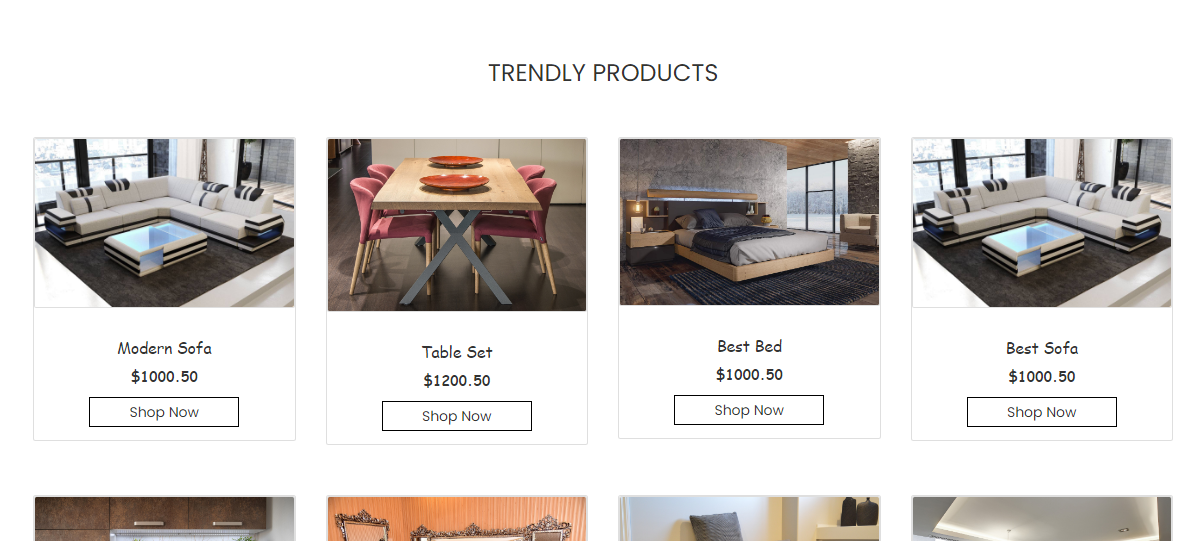 TRENDLY PRODUCTS
Modern Sofa
$1000.50
Shop Now
Table Set
$1200.50
Shop Now
Best Bed
$1000.50
Shop Now
Best Sofa
$1000.50
Shop Now